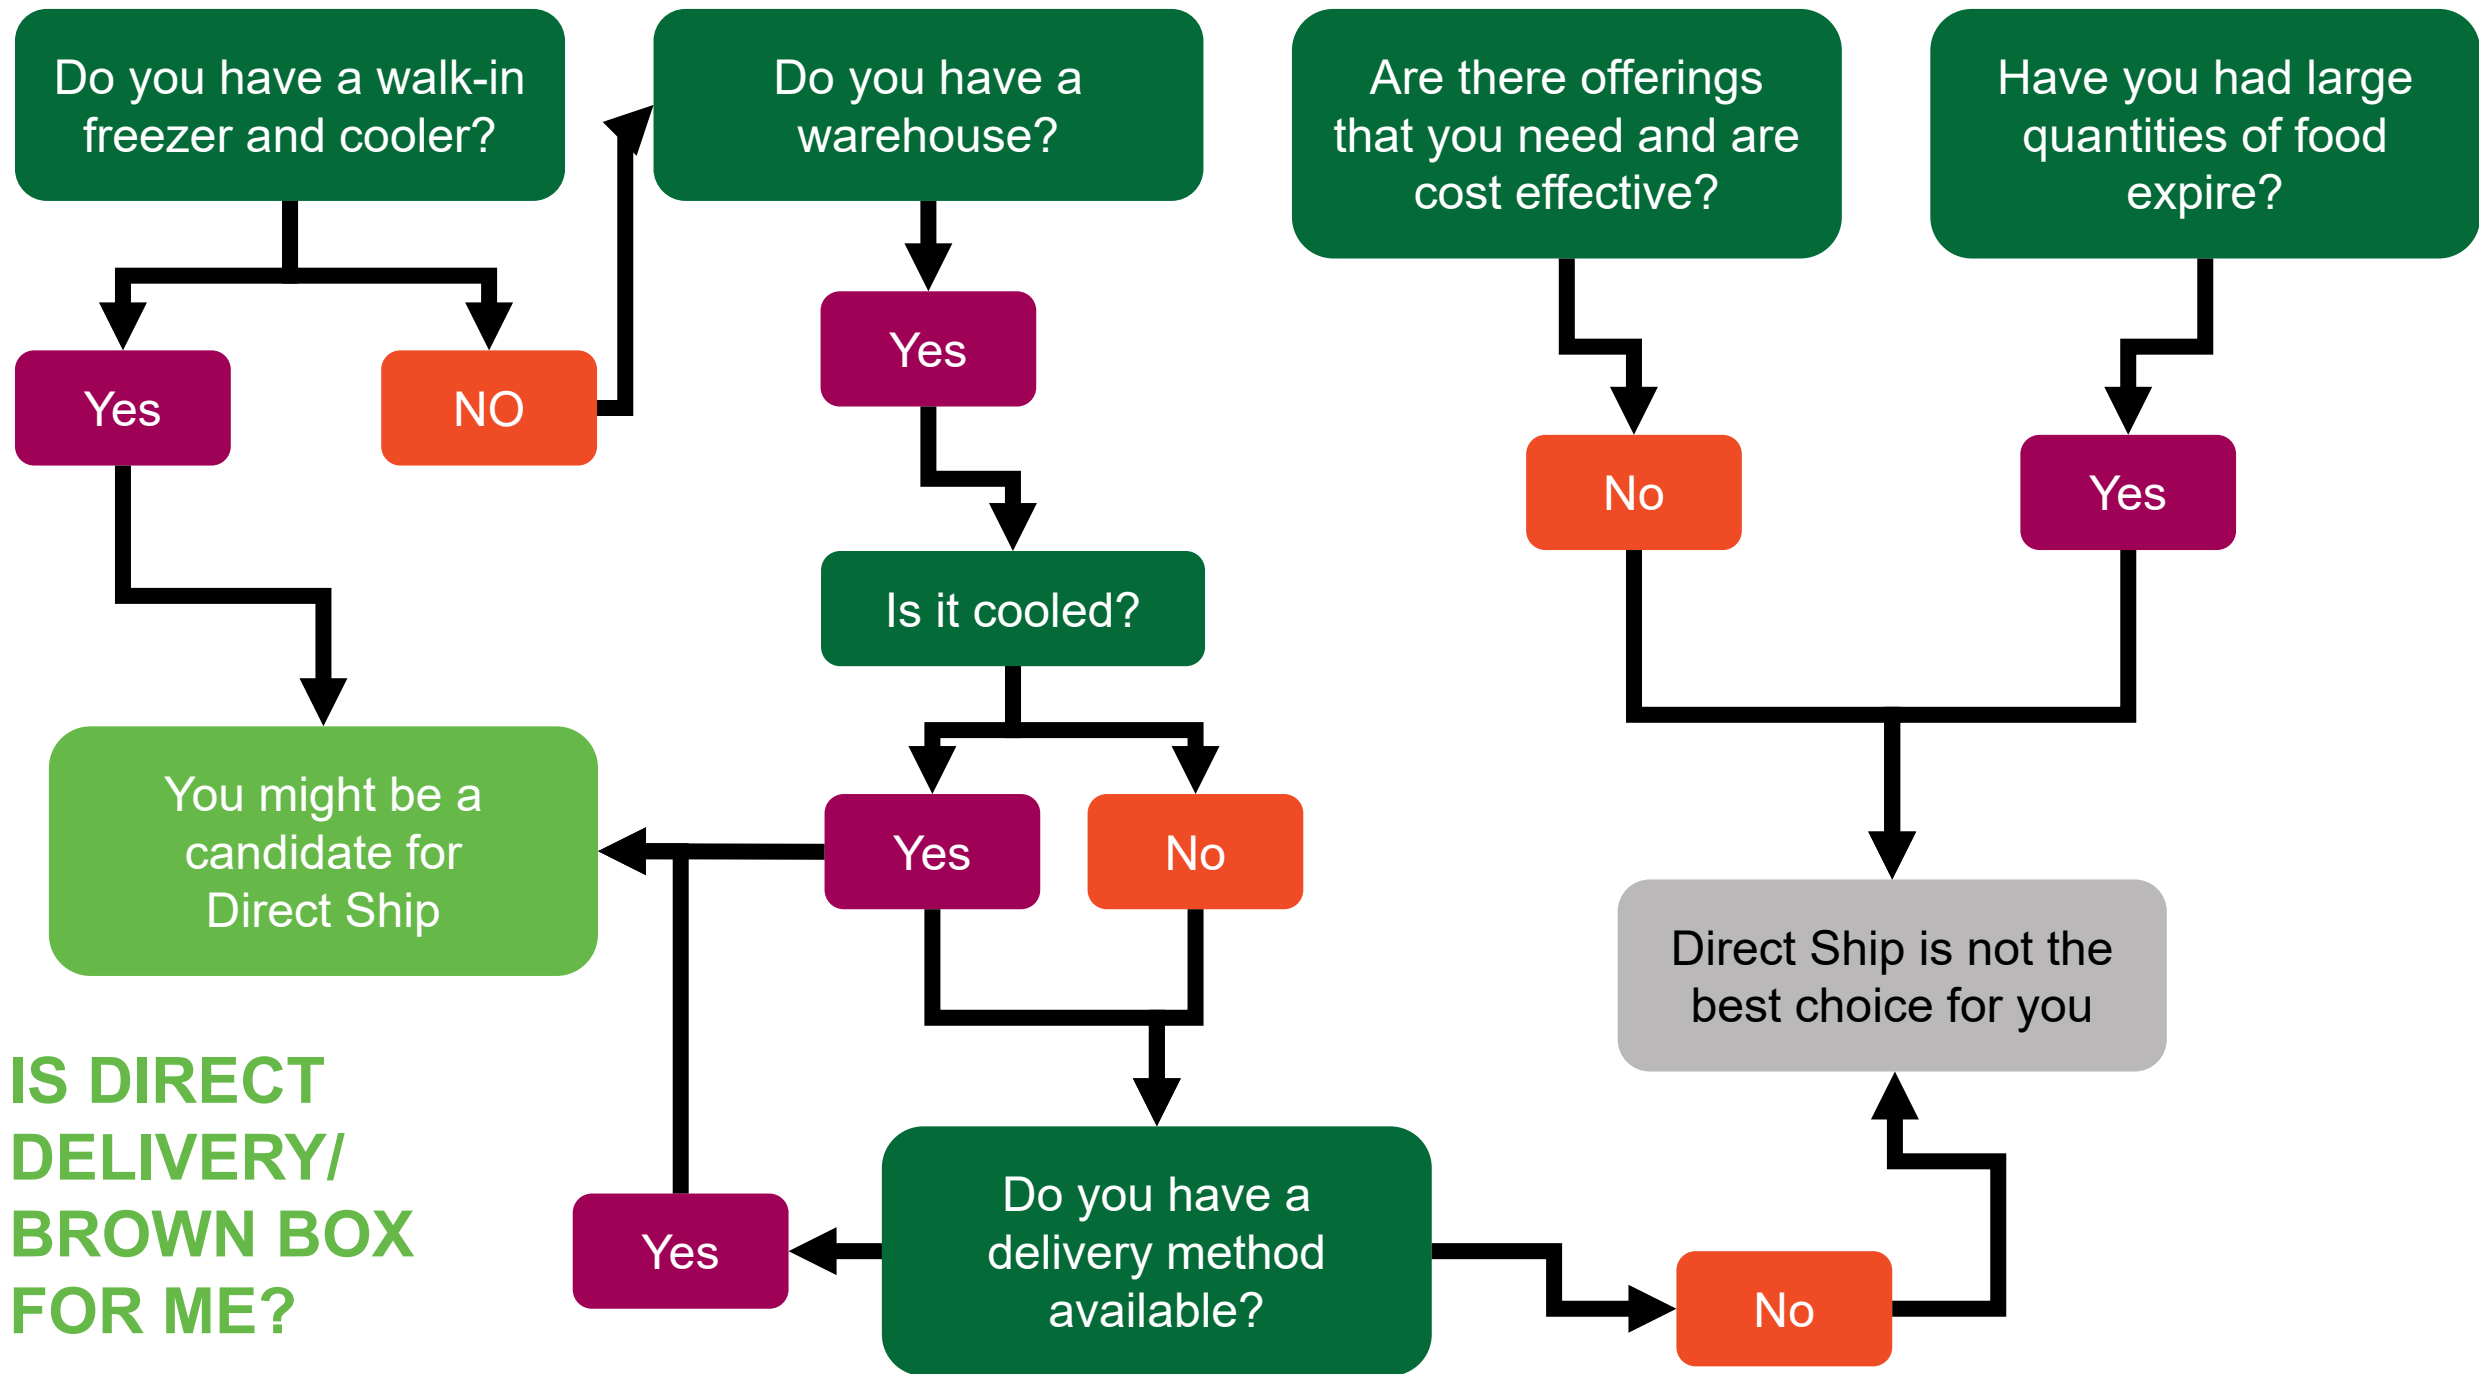 Do you have a walk-in
freezer and cooler?
Do you have a
warehouse?
Are there offerings
that you need and are
cost effective?
Have you had large
quantities of food
expire?
Yes
NO
Yes
No
Yes
Is it cooled?
You might be a
candidate for
Direct Ship
Yes
No
Direct Ship is not the
best choice for you
IS DIRECT
DELIVERY/
BROWN BOX
FOR ME?
Yes
Do you have a
delivery method
available?
No